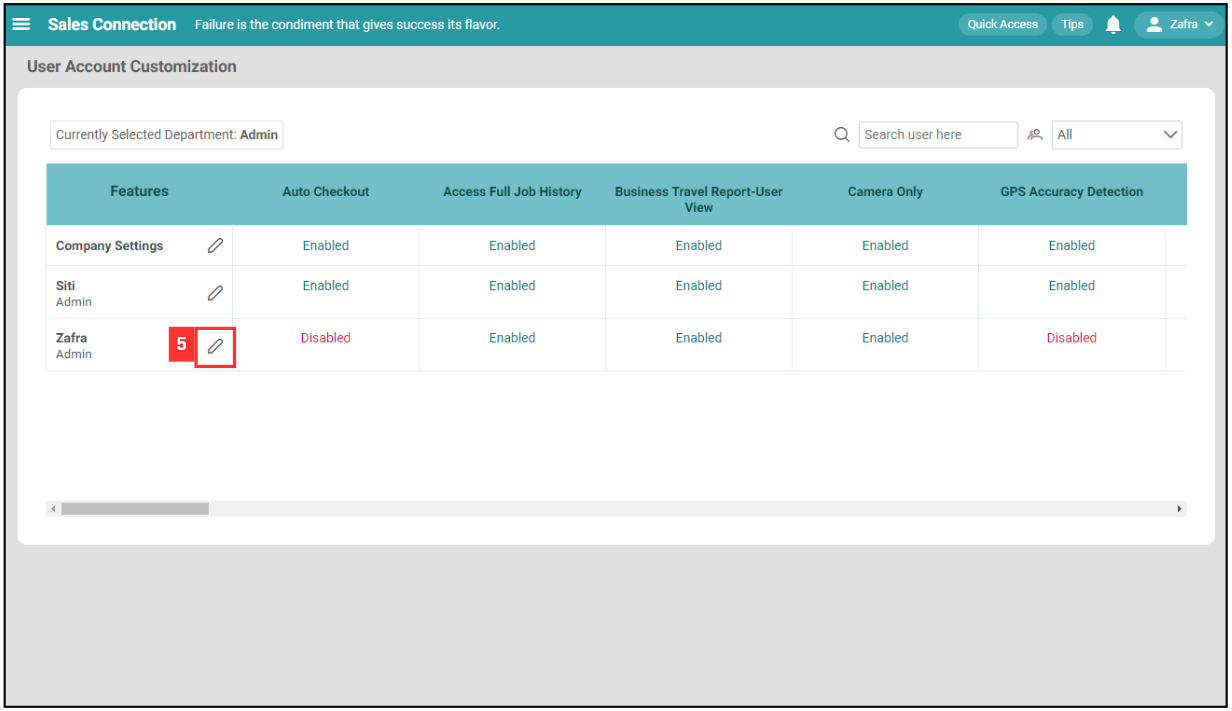 Sales Connection Failure is the condiment that gives success its flavor. Quick Access Tips Zafra
User Account Customization
Currently Selected Department: Admin Search user here All
Features Auto Checkout Access Full Job History Business Travel Report-User View Camera Only GPS Accuracy Detection
Company Settings Enabled Enabled Enabled Enabled Enabled
Siti Enabled Enabled Enabled Enabled Enabled
Admin
Zafra 5 Disabled Enabled Enabled Enabled Disabled
Admin